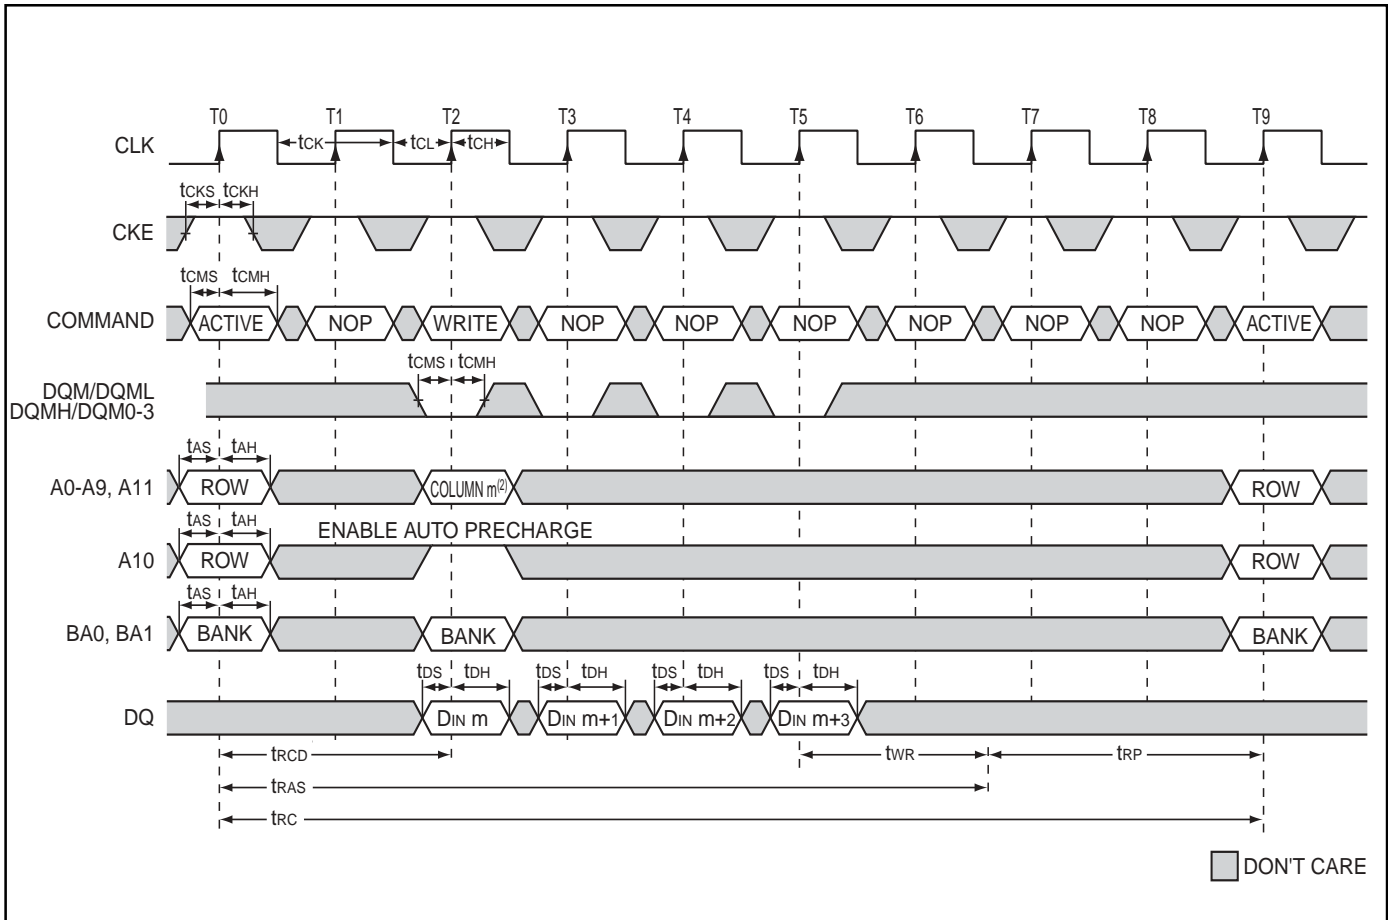 T0 T1 T2 T3 T4 T5 T6 T7 T8 T9
CLK
tCK tCL tCH
tCKS tCKH
CKE
tCMS tCMH
COMMAND ACTIVE NOP WRITE NOP NOP NOP NOP NOP NOP ACTIVE
tCMS tCMH
DQM/DQML
DQMH/DQM0-3
tAS tAH
A0-A9, A11 ROW COLUMN m(2) ROW
tAS tAH
ENABLE AUTO PRECHARGE
A10 ROW ROW
tAS tAH
BA0, BA1 BANK BANK BANK
tDS tDH tDS tDH tDS tDH tDS tDH
DQ DIN m DIN m+1 DIN m+2 DIN m+3
tRCD tWR tRP
tRAS
tRC
DON'T CARE